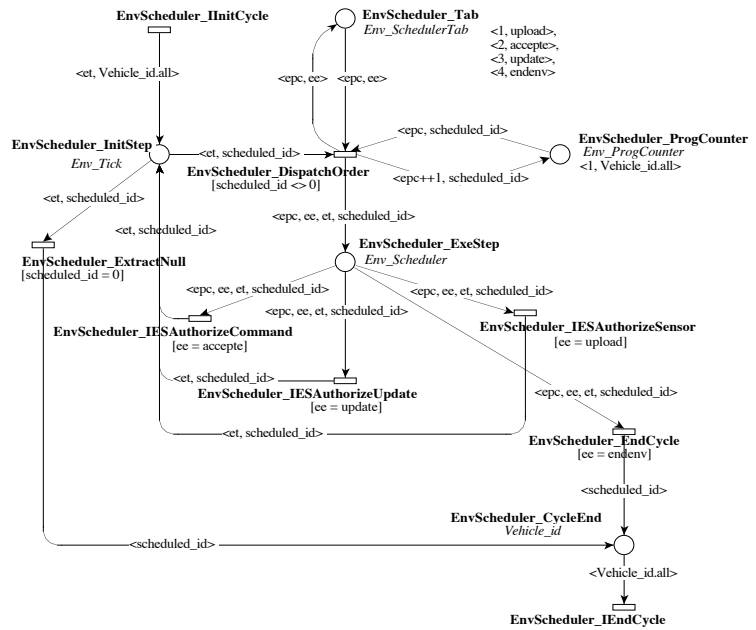 EnvScheduler_IInitCycle
EnvScheduler_Tab
Env_SchedulerTab
<1, upload>,
<2, accepte>,
<3, update>,
<4, endenv>
<et, Vehicle_id.all>
<epc, ee>
<epc, ee>
<epc, scheduled_id>
EnvScheduler_ProgCounter
Env_ProgCounter
<1, Vehicle_id.all>
EnvScheduler_InitStep
Env_Tick
<et, scheduled_id>
EnvScheduler_DispatchOrder
[scheduled_id <> 0]
<epc++1, scheduled_id>
<et, scheduled_id>
<epc, ee, et, scheduled_id>
<et, scheduled_id>
EnvScheduler_ExeStep
Env_Scheduler
EnvScheduler_ExtractNull
[scheduled_id = 0]
<epc, ee, et, scheduled_id>
<epc, ee, et, scheduled_id>
<epc, ee, et, scheduled_id>
EnvScheduler_IESAuthorizeCommand
[ee = accepte]
EnvScheduler_IESAuthorizeSensor
[ee = upload]
<et, scheduled_id>
EnvScheduler_IESAuthorizeUpdate
[ee = update]
<epc, ee, et, scheduled_id>
<et, scheduled_id>
EnvScheduler_EndCycle
[ee = endenv]
<scheduled_id>
EnvScheduler_CycleEnd
Vehicle_id
<scheduled_id>
<Vehicle_id.all>
EnvScheduler_IEndCycle